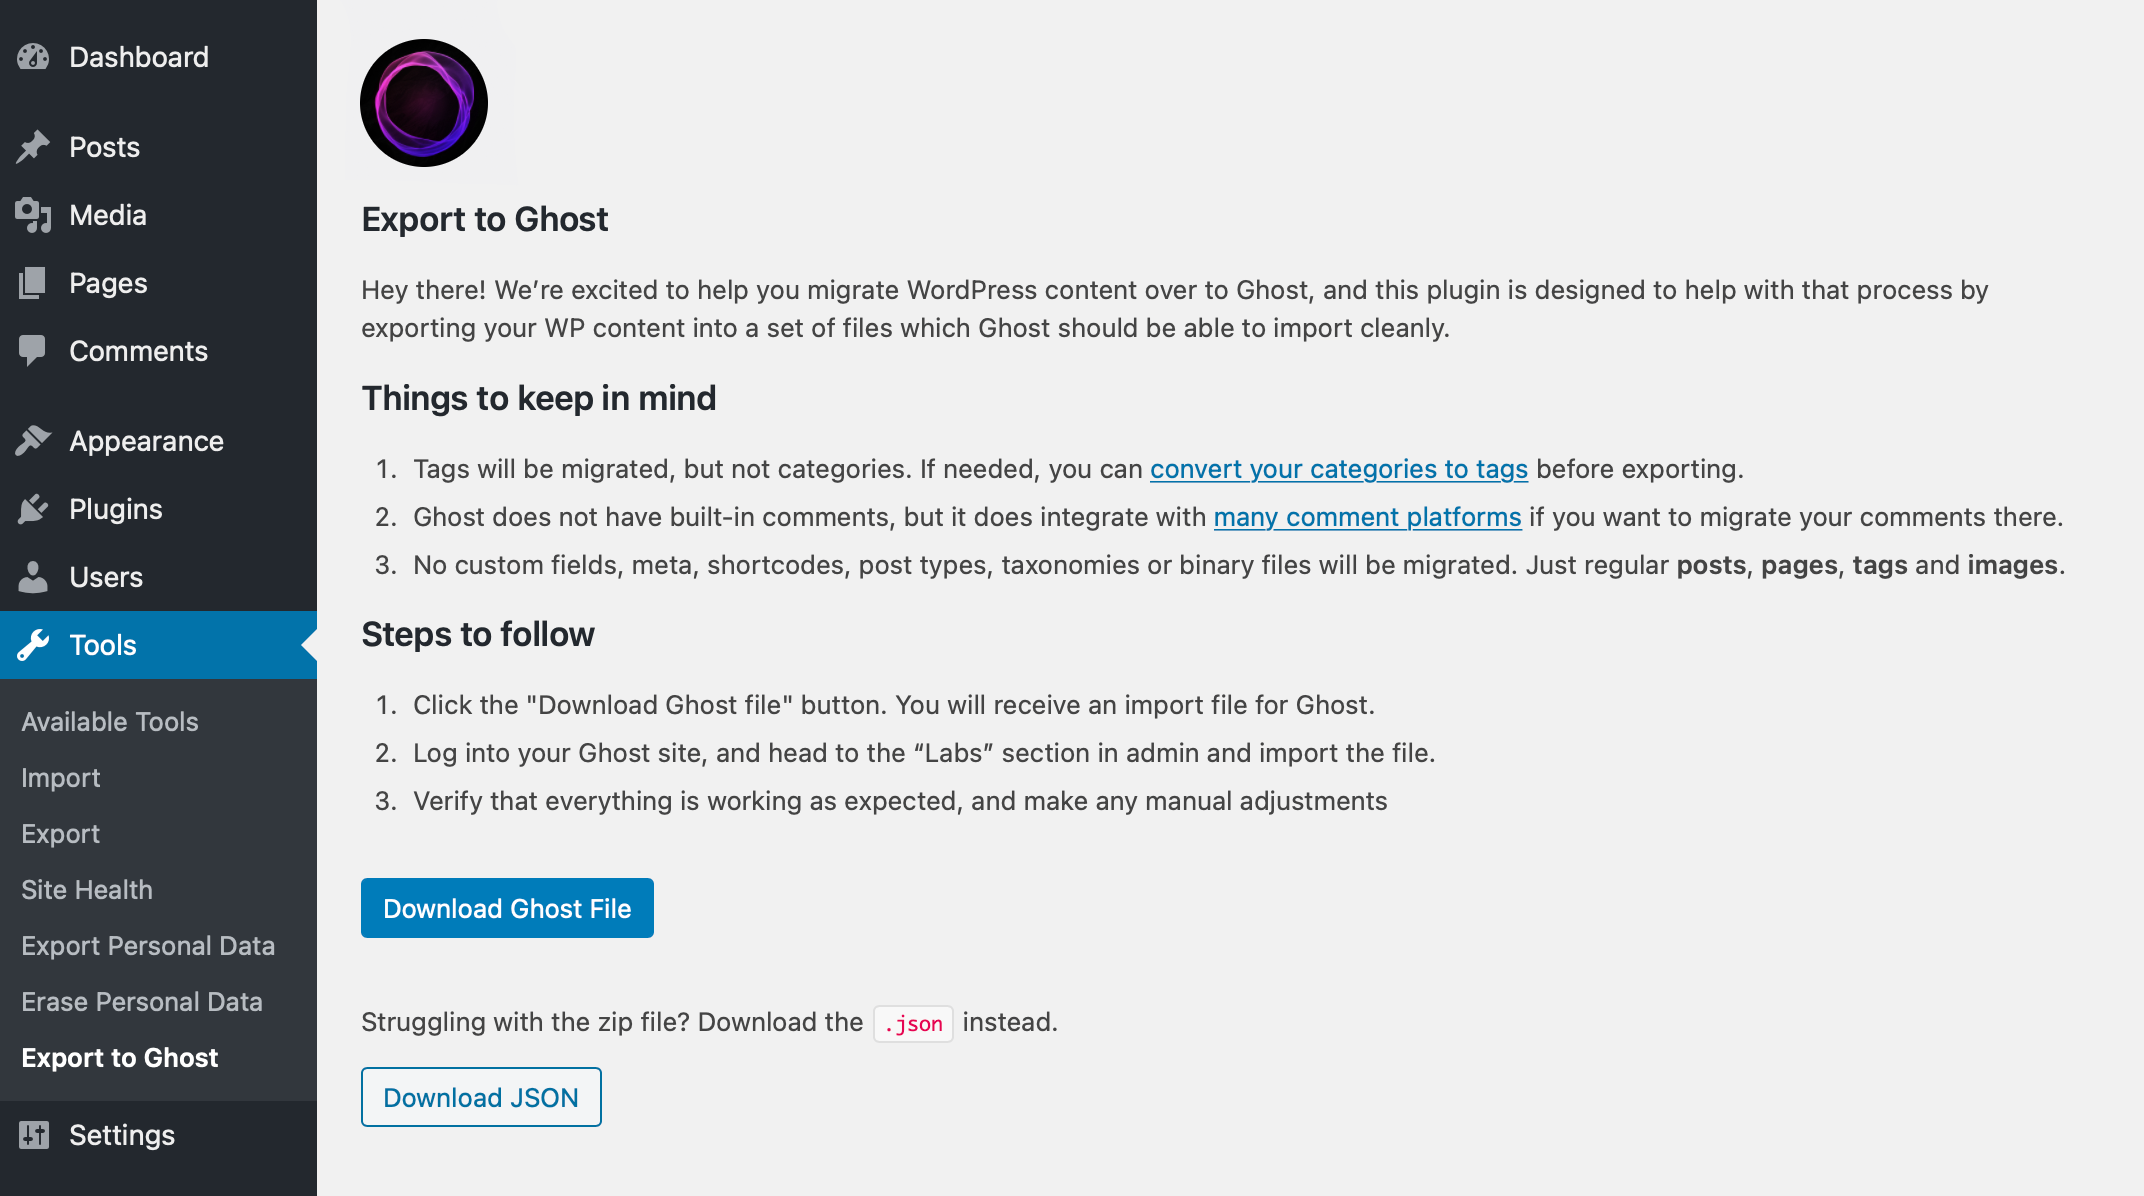 Dashboard
Posts
Media
Pages
Comments
Appearance
Plugins
Users
Tools
Available Tools
Import
Export
Site Health
Export Personal Data
Erase Personal Data
Export to Ghost
Settings
Export to Ghost
Hey there! We’re excited to help you migrate WordPress content over to Ghost, and this plugin is designed to help with that process by
exporting your WP content into a set of files which Ghost should be able to import cleanly.
Things to keep in mind
1. Tags will be migrated, but not categories. If needed, you can convert your categories to tags before exporting.
2. Ghost does not have built-in comments, but it does integrate with many comment platforms if you want to migrate your comments there.
3. No custom fields, meta, shortcodes, post types, taxonomies or binary files will be migrated. Just regular posts, pages, tags and images.
Steps to follow
1. Click the "Download Ghost file" button. You will receive an import file for Ghost.
2. Log into your Ghost site, and head to the “Labs” section in admin and import the file.
3. Verify that everything is working as expected, and make any manual adjustments
Download Ghost File
Struggling with the zip file? Download the .json instead.
Download JSON